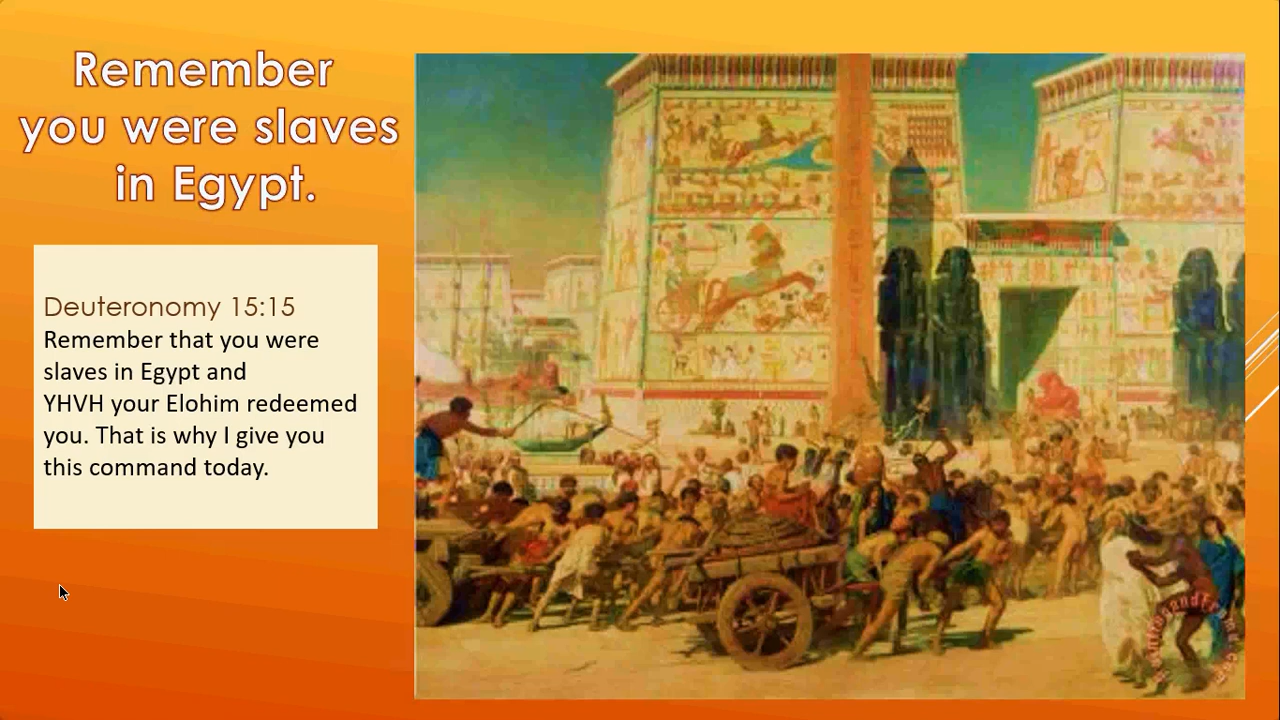 Remember
you were slaves
in Egypt.
Deuteronomy 15:15
Remember that you were
slaves in Egypt and
YHVH your Elohim redeemed
you. That is why I give you
this command today.